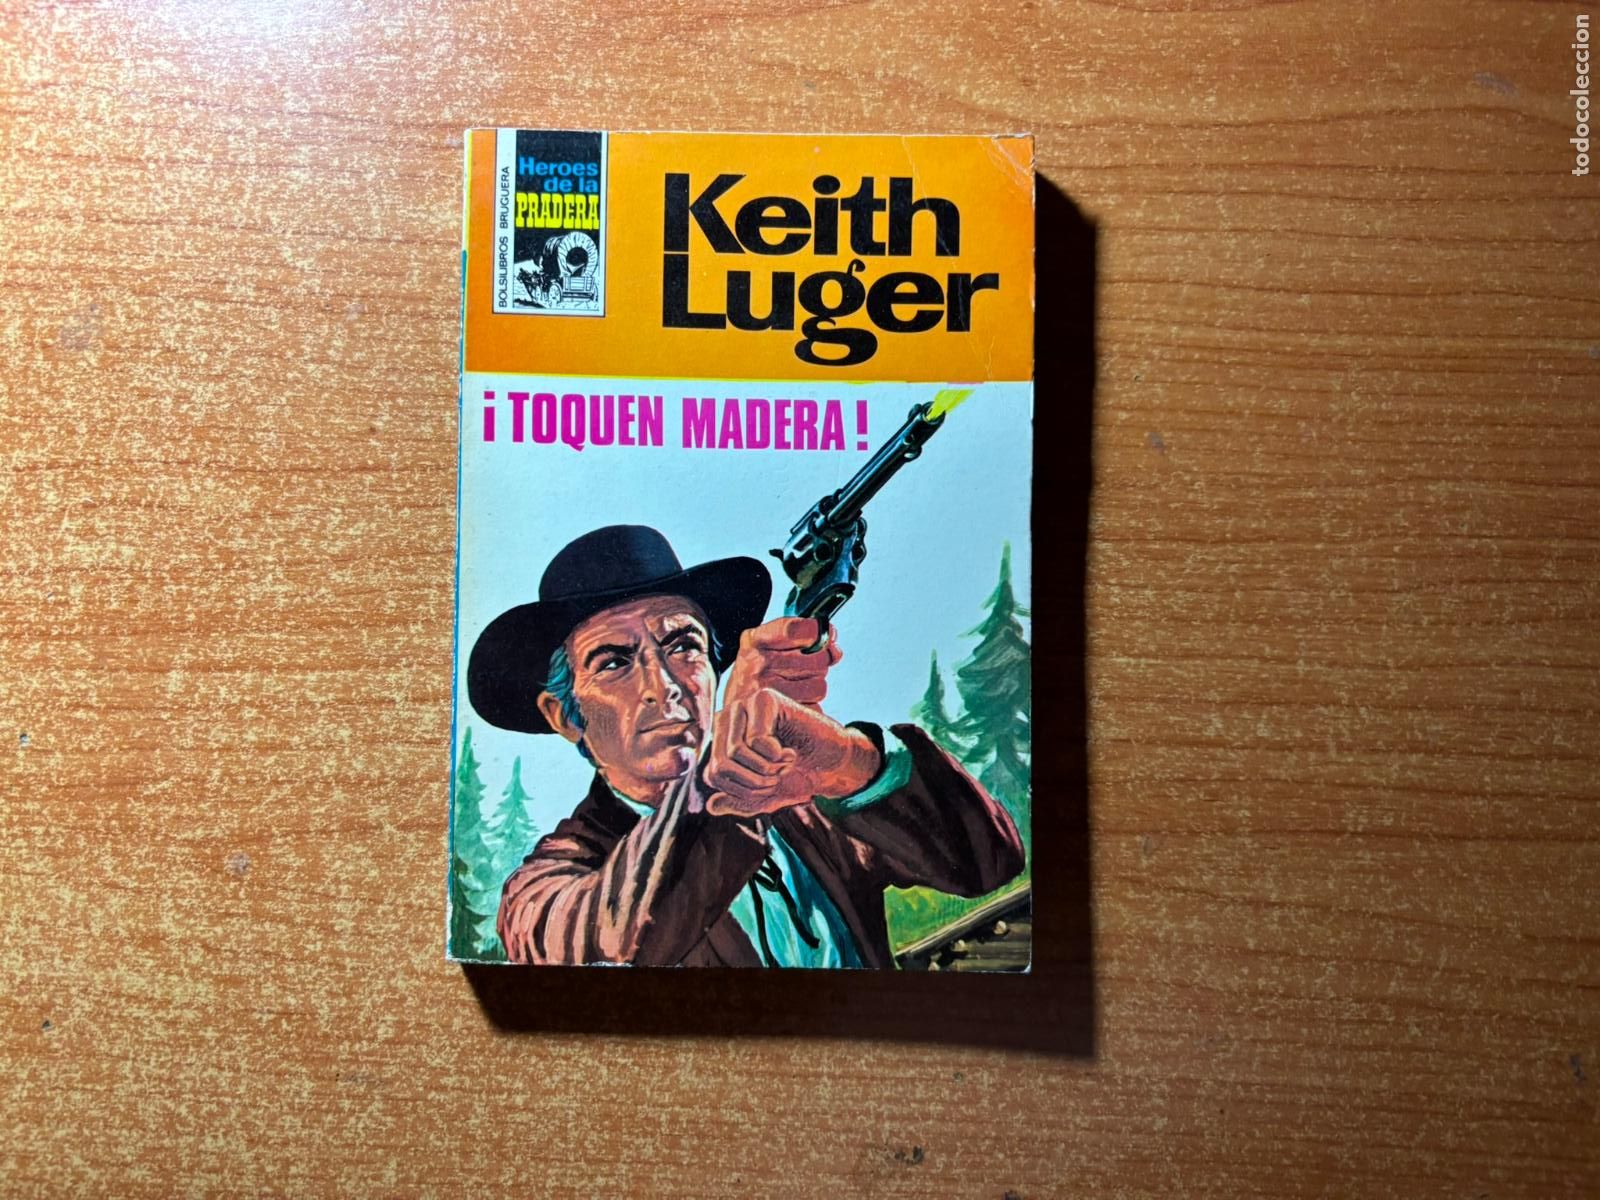 BOLSILIBROS BRUGUERA
Heroes
de la
PRADERA
Keith
Luger
¡TOQUEN MADERA!
todocoleccion